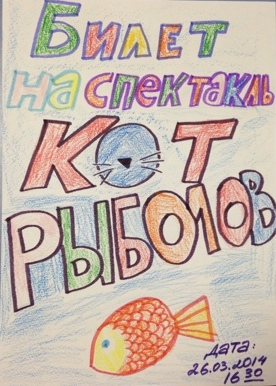 Билет
на спектакль
Кот
Рыболов
Дата:
26.03.2014
16 30